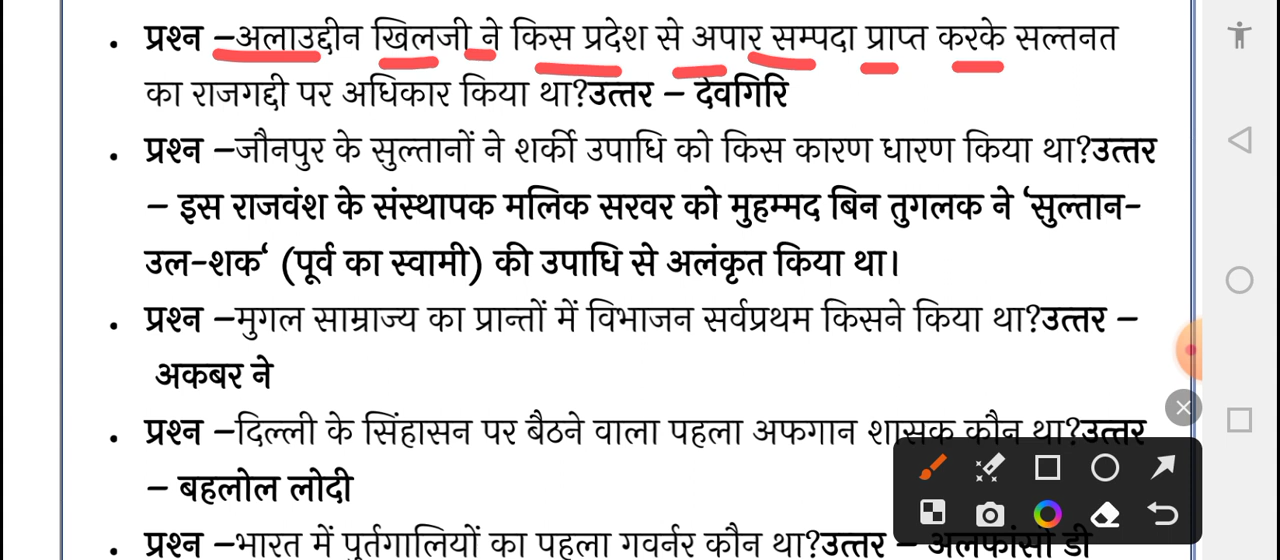 • प्रश्न –अलाउद्दीन खिलजी ने किस प्रदेश से अपार सम्पदा प्राप्त करके सल्तनत
का राजगद्दी पर अधिकार किया था?उत्तर – देवगिरि
• प्रश्न –जौनपुर के सुल्तानों ने शर्की उपाधि को किस कारण धारण किया था?उत्तर
– इस राजवंश के संस्थापक मलिक सरवर को मुहम्मद बिन तुगलक ने ‘सुल्तान-
उल-शक‘ (पूर्व का स्वामी) की उपाधि से अलंकृत किया था।
• प्रश्न –मुगल साम्राज्य का प्रान्तों में विभाजन सर्वप्रथम किसने किया था?उत्तर –
अकबर ने
• प्रश्न –दिल्ली के सिंहासन पर बैठने वाला पहला अफगान शासक कौन था?उत्तर
– बहलोल लोदी
• प्रश्न –भारत में पुर्तगालियों का पहला गवर्नर कौन था?उत्तर – अलफांसो डी